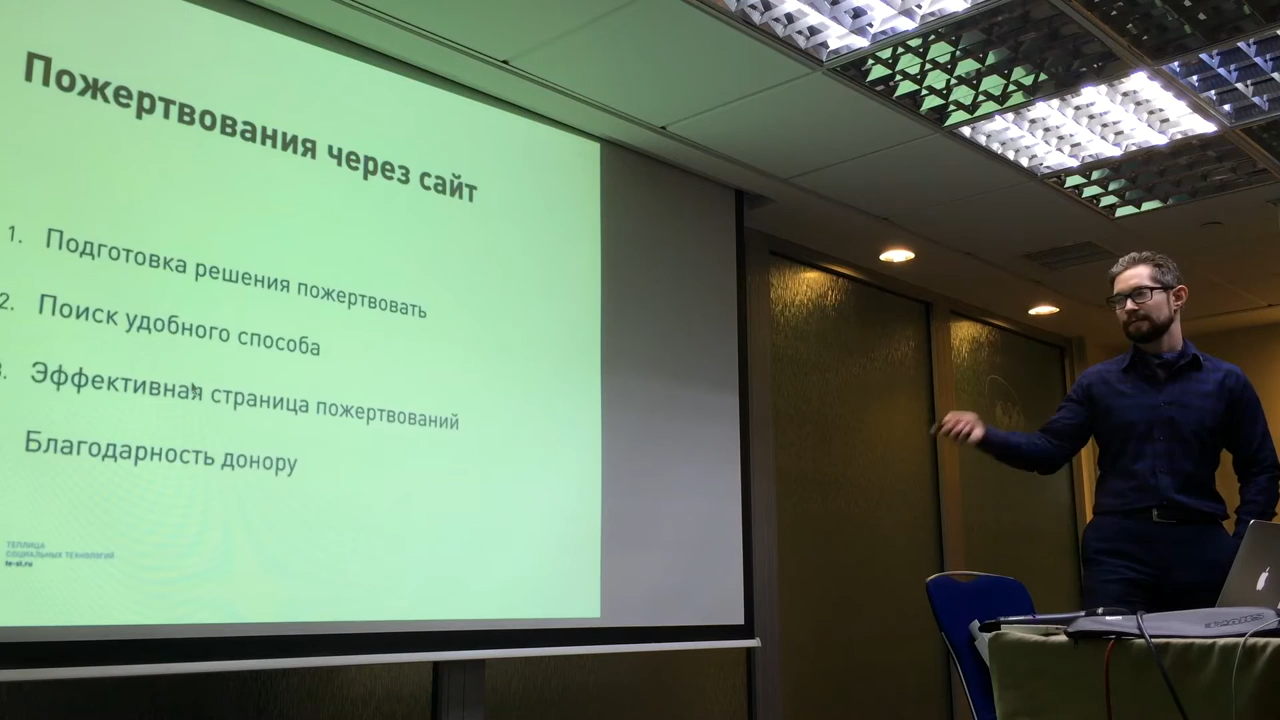 Пожертвования через сайт
1. Подготовка решения пожертвовать
2. Поиск удобного способа
3. Эффективная страница пожертвований
Благодарность донору
ТЕПЛИЦА
СОЦИАЛЬНЫХ ТЕХНОЛОГИЙ
te-st.ru